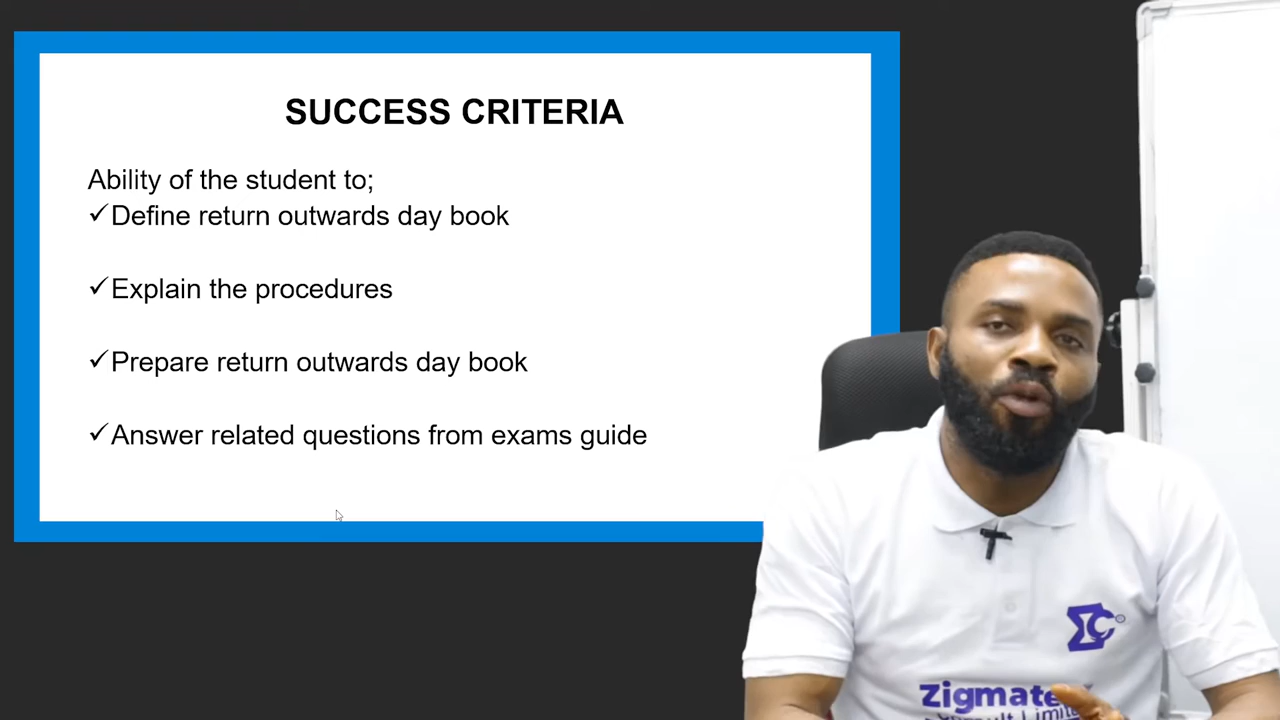 SUCCESS CRITERIA
Ability of the student to;
✓Define return outwards day book
✓Explain the procedures
✓Prepare return outwards day book
✓Answer related questions from exams guide
Zigmate